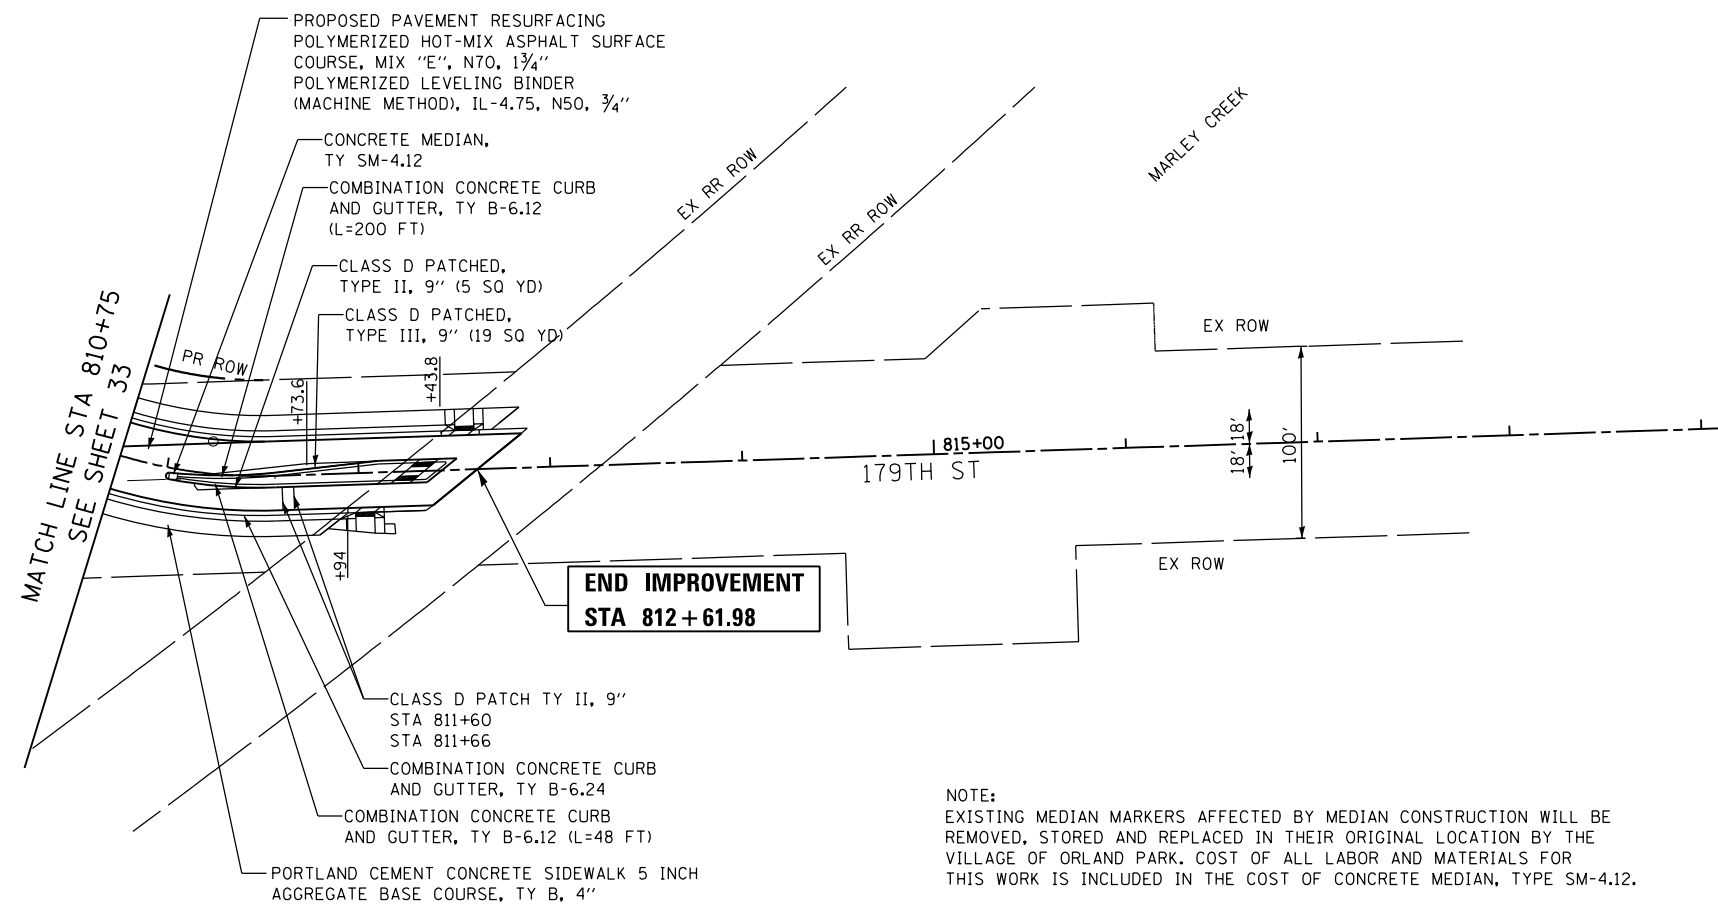 PROPOSED PAVEMENT RESURFACING
POLYMERIZED HOT-MIX ASPHALT SURFACE
COURSE, MIX "E", N70, 1¾"
POLYMERIZED LEVELING BINDER
(MACHINE METHOD), IL-4.75, N50, ¾"
CONCRETE MEDIAN,
TY SM-4.12
COMBINATION CONCRETE CURB
AND GUTTER, TY B-6.12
(L=200 FT)
CLASS D PATCHED,
TYPE II, 9" (5 SQ YD)
CLASS D PATCHED,
TYPE III, 9" (19 SQ YD)
EX RR ROW
EX RR ROW
MARLEY CREEK
MATCH LINE STA 810+75
SEE SHEET 33
PR ROW
+73.6
+43.8
+94
EX ROW
815+00
179TH ST
18'
18'
100'
EX ROW
END IMPROVEMENT
STA 812+61.98
CLASS D PATCH TY II, 9"
STA 811+60
STA 811+66
COMBINATION CONCRETE CURB
AND GUTTER, TY B-6.24
COMBINATION CONCRETE CURB
AND GUTTER, TY B-6.12 (L=48 FT)
PORTLAND CEMENT CONCRETE SIDEWALK 5 INCH
AGGREGATE BASE COURSE, TY B, 4"
NOTE:
EXISTING MEDIAN MARKERS AFFECTED BY MEDIAN CONSTRUCTION WILL BE
REMOVED, STORED AND REPLACED IN THEIR ORIGINAL LOCATION BY THE
VILLAGE OF ORLAND PARK. COST OF ALL LABOR AND MATERIALS FOR
THIS WORK IS INCLUDED IN THE COST OF CONCRETE MEDIAN, TYPE SM-4.12.